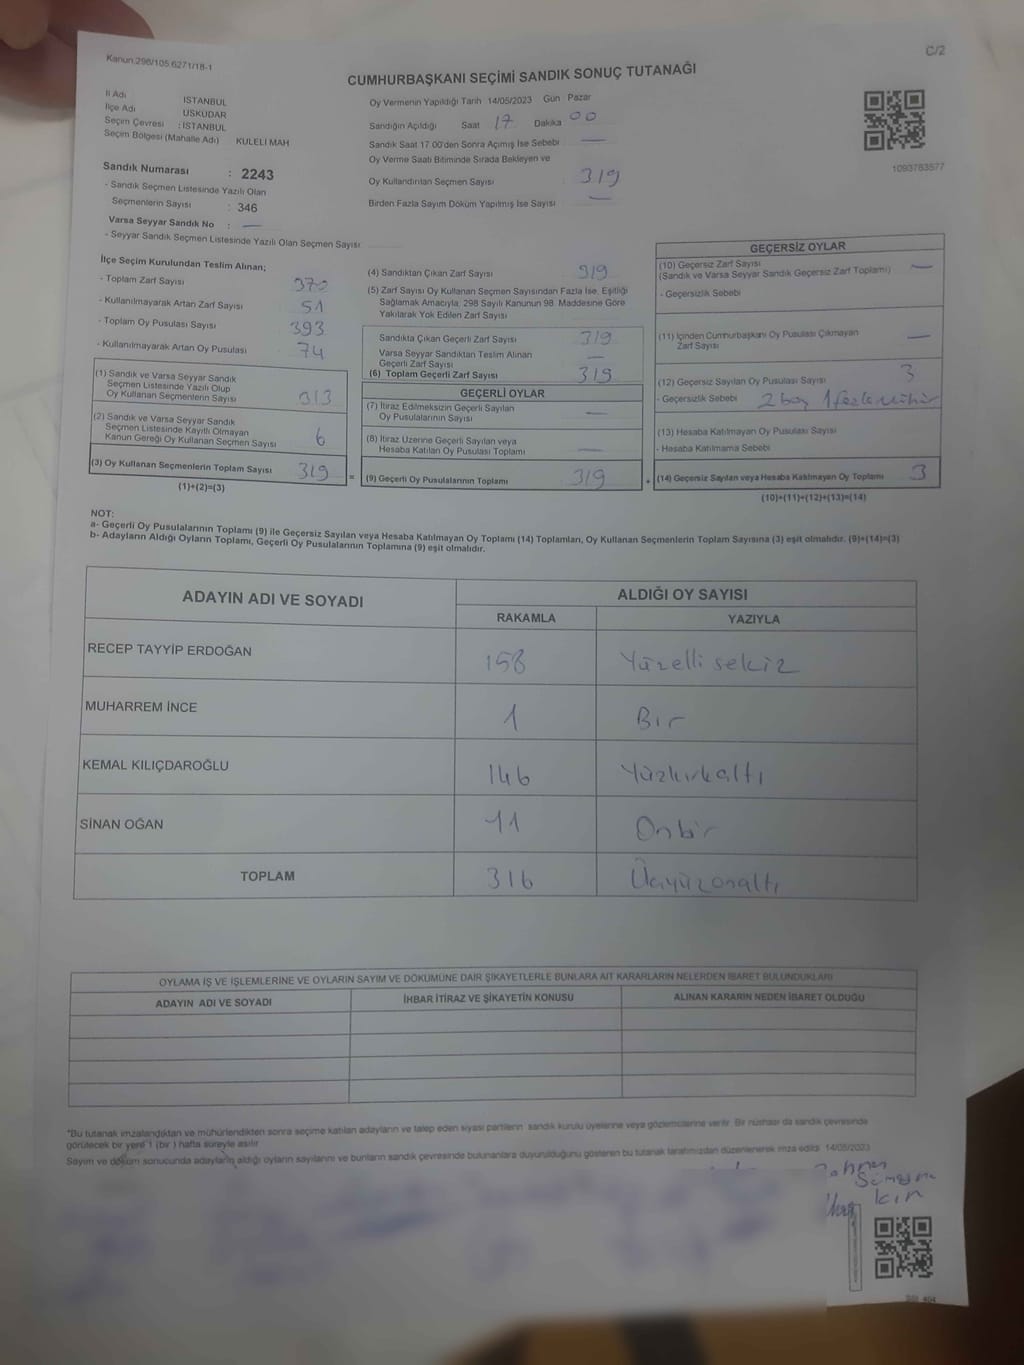 Kanun.298/105.6271/18-1
C/2
CUMHURBAŞKANI SEÇİMİ SANDIK SONUÇ TUTANAĞI
İl Adı İSTANBUL
İlçe Adı ÜSKÜDAR
Seçim Çevresi : İSTANBUL
Seçim Bölgesi (Mahalle Adı) KULELİ MAH
Sandık Numarası : 2243
- Sandık Seçmen Listesinde Yazılı Olan
Seçmenlerin Sayısı : 346
Varsa Seyyar Sandık No : —
- Seyyar Sandık Seçmen Listesinde Yazılı Olan Seçmen Sayısı
Oy Vermenin Yapıldığı Tarih 14/05/2023 Gün Pazar
Sandığın Açıldığı Saat 17 Dakika 00
Sandık Saat 17.00'den Sonra Açımış İse Sebebi —
Oy Verme Saati Bitiminde Sırada Bekleyen ve
Oy Kullandırılan Seçmen Sayısı : 319
Birden Fazla Sayım Döküm Yapılmış İse Sayısı —
1093783577
İlçe Seçim Kurulundan Teslim Alınan;
- Toplam Zarf Sayısı 370
- Kullanılmayarak Artan Zarf Sayısı 51
- Toplam Oy Pusulası Sayısı 393
- Kullanılmayarak Artan Oy Pusulası 74
(1) Sandık ve Varsa Seyyar Sandık
Seçmen Listesinde Yazılı Olup
Oy Kullanan Seçmenlerin Sayısı 313
(2) Sandık ve Varsa Seyyar Sandık
Seçmen Listesinde Kayıtlı Olmayan
Kanun Gereği Oy Kullanan Seçmen Sayısı 6
(3) Oy Kullanan Seçmenlerin Toplam Sayısı 319 =
(1)+(2)=(3)
(4) Sandıktan Çıkan Zarf Sayısı 319
(5) Zarf Sayısı Oy Kullanan Seçmen Sayısından Fazla İse, Eşitliği
Sağlamak Amacıyla, 298 Sayılı Kanunun 98. Maddesine Göre
Yakılarak Yok Edilen Zarf Sayısı
Sandıkta Çıkan Geçerli Zarf Sayısı 319
Varsa Seyyar Sandıktan Teslim Alınan
Geçerli Zarf Sayısı —
(6) Toplam Geçerli Zarf Sayısı 319
GEÇERLİ OYLAR
(7) İtiraz Edilmeksizin Geçerli Sayılan
Oy Pusulalarının Sayısı —
(8) İtiraz Üzerine Geçerli Sayılan veya
Hesaba Katılan Oy Pusulası Toplamı —
(9) Geçerli Oy Pusulalarının Toplamı 319 +
GEÇERSİZ OYLAR
(10) Geçersiz Zarf Sayısı —
(Sandık ve Varsa Seyyar Sandık Geçersiz Zarf Toplamı)
- Geçersizlik Sebebi
(11) İçinden Cumhurbaşkanı Oy Pusulası Çıkmayan
Zarf Sayısı —
(12) Geçersiz Sayılan Oy Pusulası Sayısı 3
- Geçersizlik Sebebi 2 boş 1 fazla mühür
(13) Hesaba Katılmayan Oy Pusulası Sayısı
- Hesaba Katılmama Sebebi
(14) Geçersiz Sayılan veya Hesaba Katılmayan Oy Toplamı 3
(10)+(11)+(12)+(13)=(14)
NOT:
a- Geçerli Oy Pusulalarının Toplamı (9) ile Geçersiz Sayılan veya Hesaba Katılmayan Oy Toplamı (14) Toplamları, Oy Kullanan Seçmenlerin Toplam Sayısına (3) eşit olmalıdır. (9)+(14)=(3)
b- Adayların Aldığı Oyların Toplamı, Geçerli Oy Pusulalarının Toplamına (9) eşit olmalıdır.
ADAYIN ADI VE SOYADI ALDIĞI OY SAYISI
RAKAMLA YAZIYLA
RECEP TAYYİP ERDOĞAN 158 Yüzellisekiz
MUHARREM İNCE 1 Bir
KEMAL KILIÇDAROĞLU 146 Yüzkırkaltı
SİNAN OĞAN 11 Onbir
TOPLAM 316 Üçyüzonaltı
OYLAMA İŞ VE İŞLEMLERİNE VE OYLARIN SAYIM VE DÖKÜMÜNE DAİR ŞİKAYETLERLE BUNLARA AİT KARARLARIN NELERDEN İBARET BULUNDUKLARI
ADAYIN ADI VE SOYADI İHBAR İTİRAZ VE ŞİKAYETİN KONUSU ALINAN KARARIN NEDEN İBARET OLDUĞU
"Bu tutanak imzalandıktan ve mühürlendikten sonra seçime katılan adayların ve talep eden siyasi partilerin sandık kurulu üyelerine veya gözlemcilerine verilir. Bir nüshası da sandık çevresinde
görülecek bir yere 1 (bir ) hafta süreyle asılır
Sayım ve döküm sonucunda adayların aldığı oyların sayılarını ve bunların sandık çevresinde bulunanlara duyurulduğunu gösteren bu tutanak tarafımızdan düzenlenerek imza edildi 14/05/2023